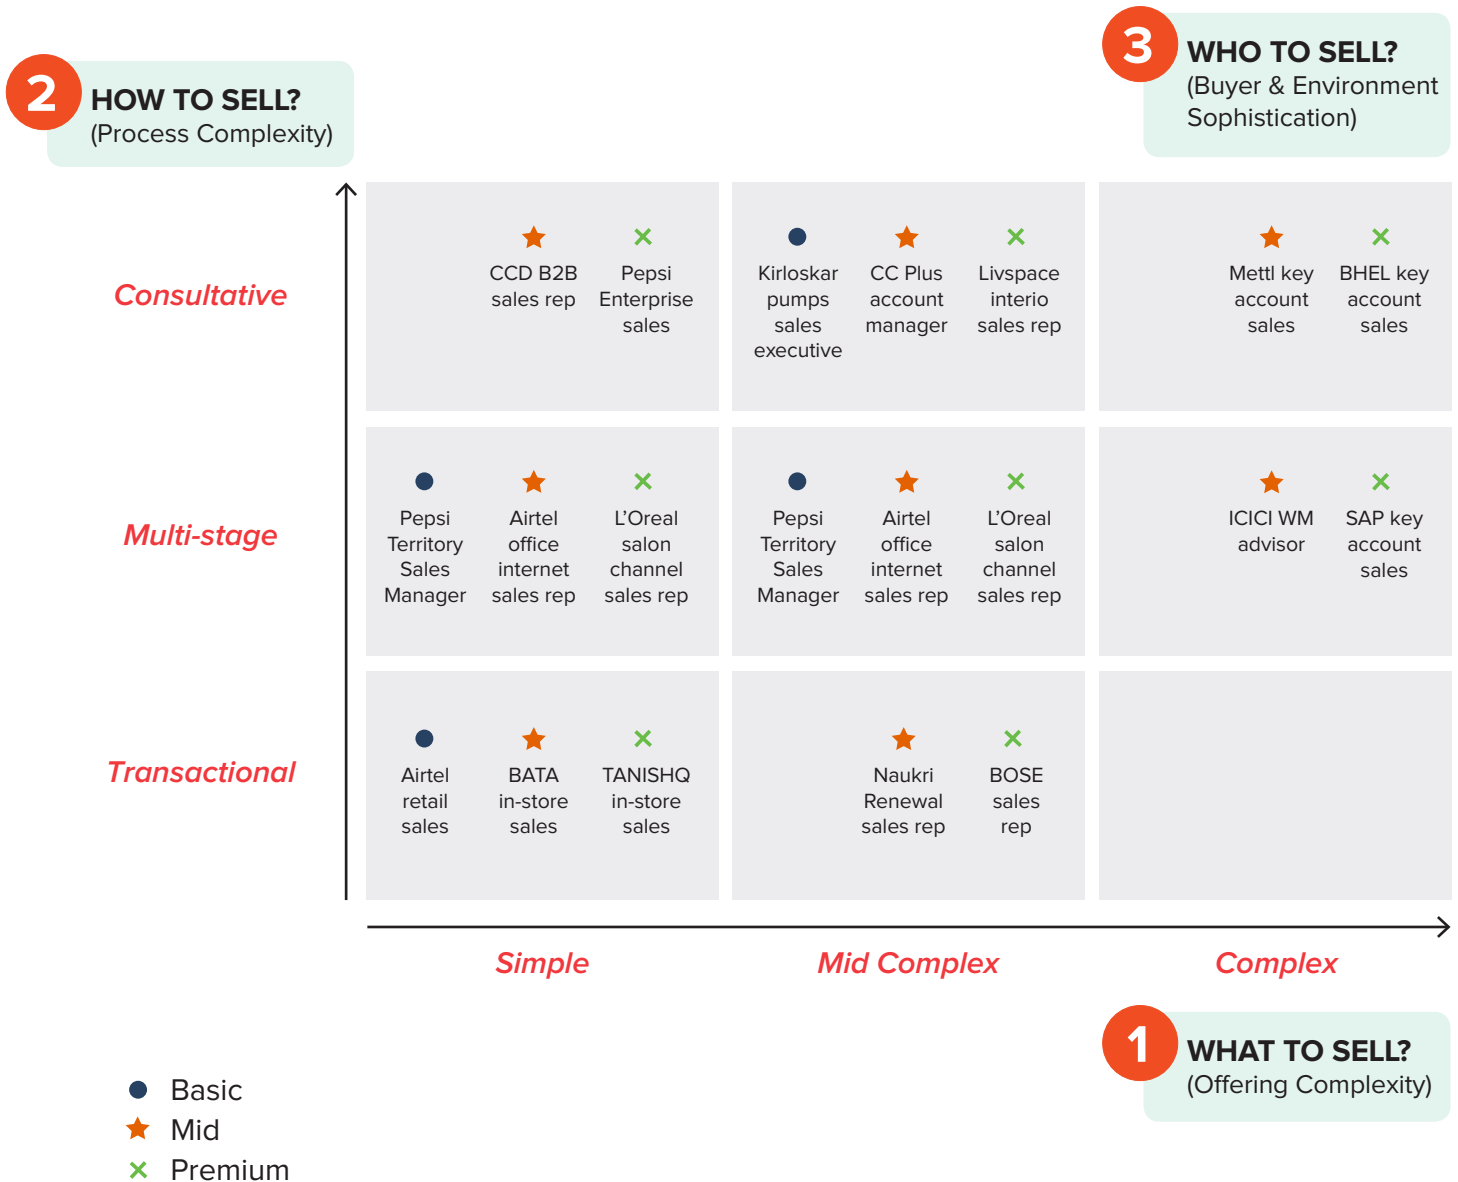 3
WHO TO SELL?
(Buyer & Environment
Sophistication)
2
HOW TO SELL?
(Process Complexity)
Consultative
CCD B2B
sales rep
Pepsi
Enterprise
sales
Kirloskar
pumps
sales
executive
CC Plus
account
manager
Livspace
interio
sales rep
Mettl key
account
sales
BHEL key
account
sales
Multi-stage
Pepsi
Territory
Sales
Manager
Airtel
office
internet
sales rep
L’Oreal
salon
channel
sales rep
Pepsi
Territory
Sales
Manager
Airtel
office
internet
sales rep
L’Oreal
salon
channel
sales rep
ICICI WM
advisor
SAP key
account
sales
Transactional
Airtel
retail
sales
BATA
in-store
sales
TANISHQ
in-store
sales
Naukri
Renewal
sales rep
BOSE
sales
rep
Simple
Mid Complex
Complex
1
WHAT TO SELL?
(Offering Complexity)
Basic
Mid
Premium